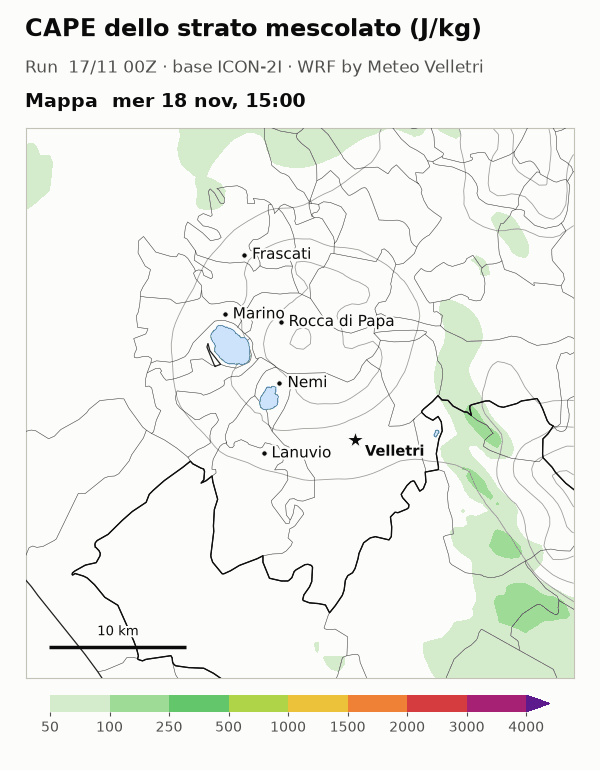 CAPE dello strato mescolato (J/kg)
Run  17/11 00Z · base ICON-2I · WRF by Meteo Velletri
Mappa  mer 18 nov, 15:00
Frascati
Marino
Rocca di Papa
Nemi
Velletri
Lanuvio
10 km
50 100 250 500 1000 1500 2000 3000 4000